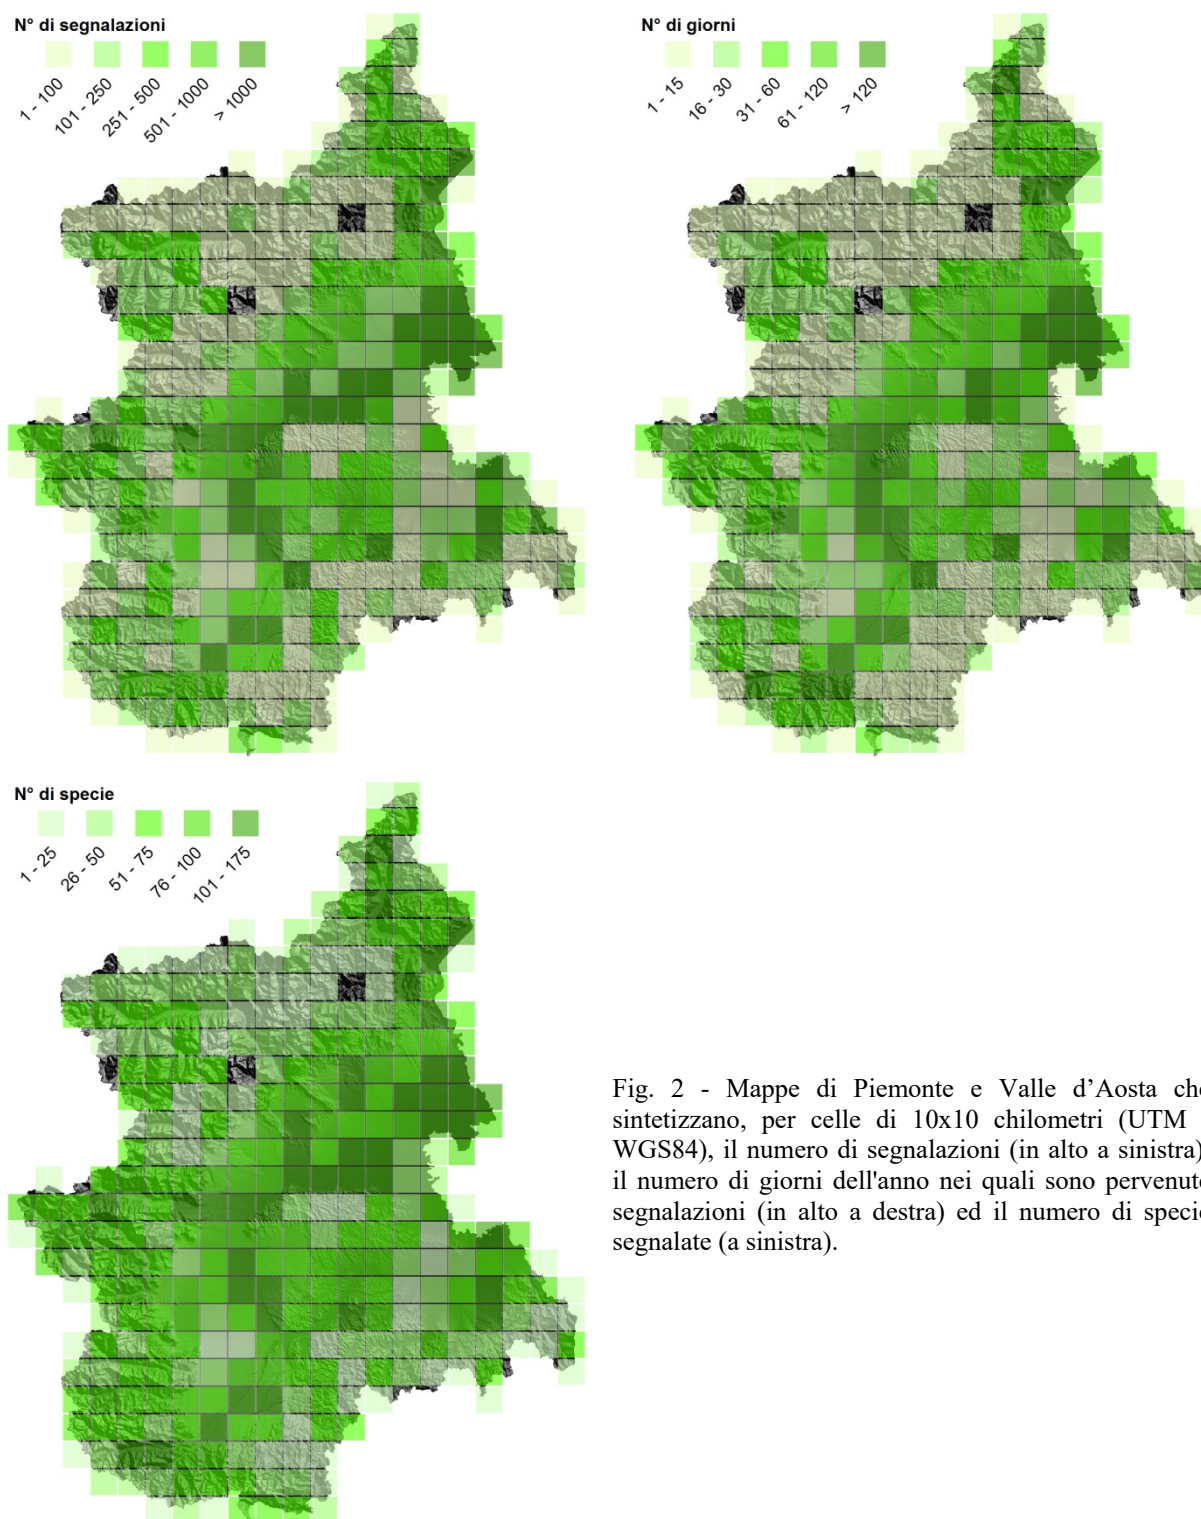 N° di segnalazioni
1 - 100
101 - 250
251 - 500
501 - 1000
> 1000
N° di giorni
1 - 15
16 - 30
31 - 60
61 - 120
> 120
N° di specie
1 - 25
26 - 50
51 - 75
76 - 100
101 - 175
Fig. 2 - Mappe di Piemonte e Valle d'Aosta che
sintetizzano, per celle di 10x10 chilometri (UTM
WGS84), il numero di segnalazioni (in alto a sinistra)
il numero di giorni dell'anno nei quali sono pervenute
segnalazioni (in alto a destra) ed il numero di specie
segnalate (a sinistra).